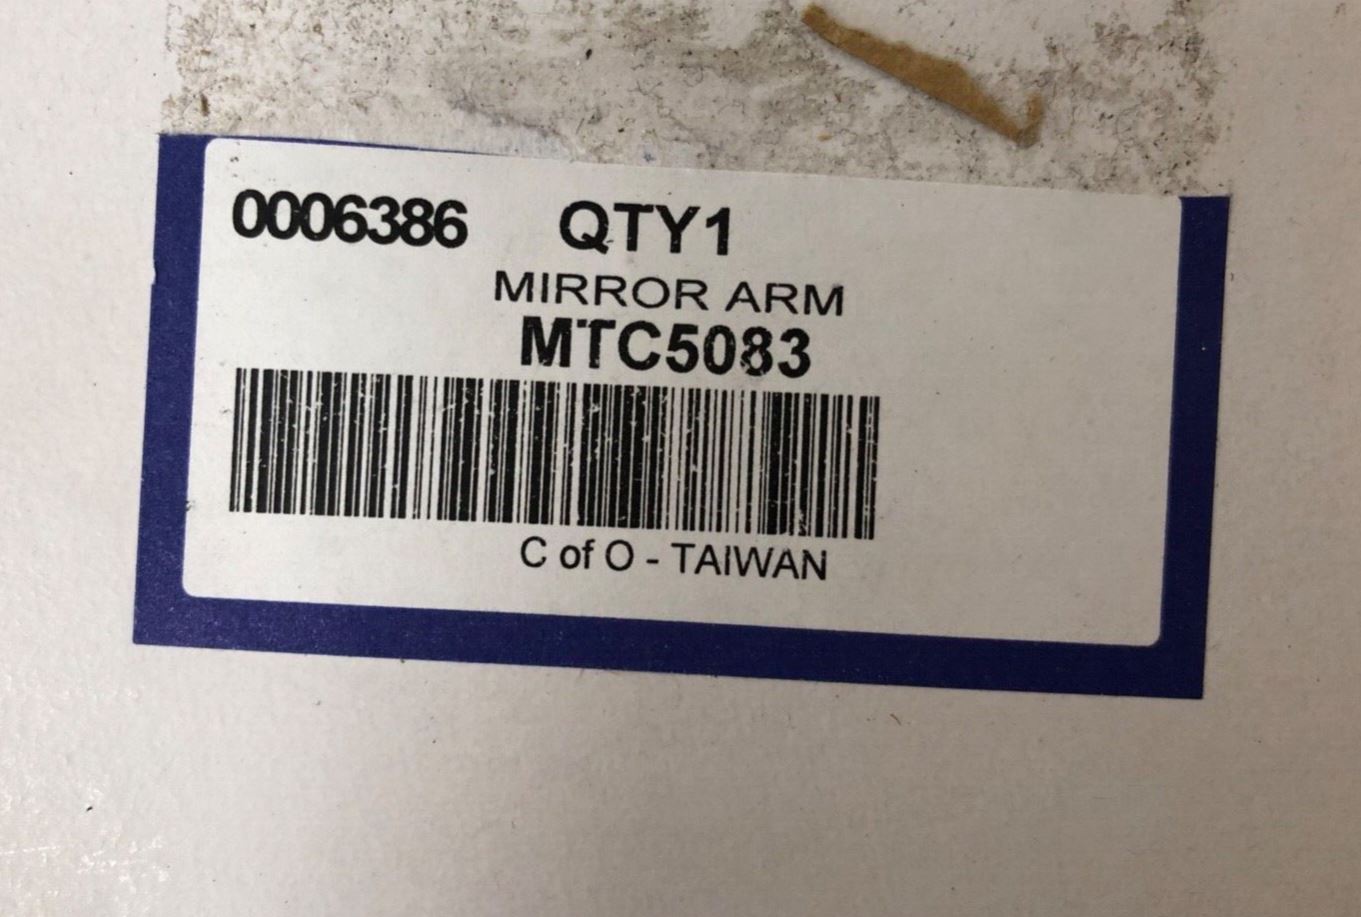 0006386 QTY1
MIRROR ARM
MTC5083
C of O - TAIWAN